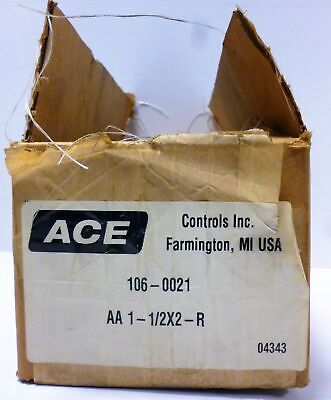 ACE
Controls Inc.
Farmington, MI USA
106-0021
AA 1-1/2X2-R
04343